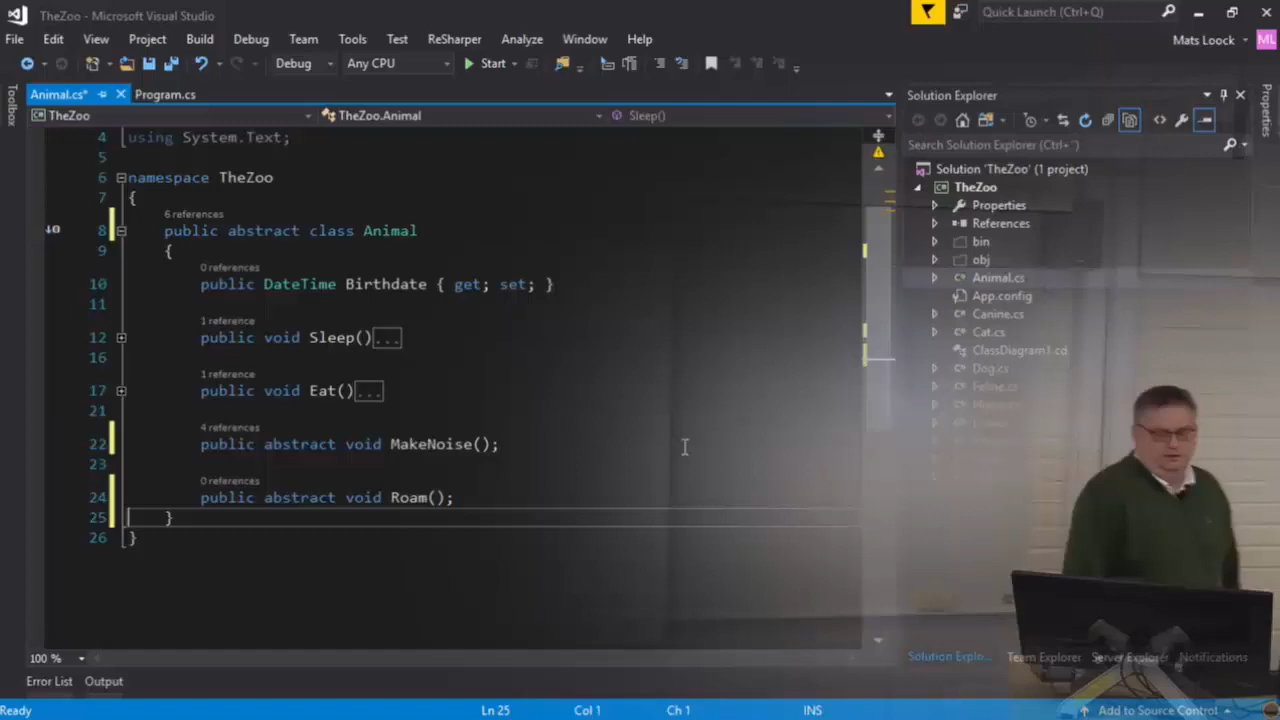 TheZoo - Microsoft Visual Studio
Quick Launch (Ctrl+Q)
File Edit View Project Build Debug Team Tools Test ReSharper Analyze Window Help
Mats Loock ML
Debug Any CPU Start
Toolbox
Animal.cs* Program.cs
TheZoo TheZoo.Animal Sleep()
4 using System.Text;
5
6 namespace TheZoo
7 {
6 references
8 public abstract class Animal
9 {
0 references
10 public DateTime Birthdate { get; set; }
11
1 reference
12 public void Sleep()...
16
1 reference
17 public void Eat()...
21
4 references
22 public abstract void MakeNoise();
23
0 references
24 public abstract void Roam();
25 }
26 }
100 %
Error List Output
Ready Ln 25 Col 1 Ch 1 INS Add to Source Control
Solution Explorer
Search Solution Explorer (Ctrl+¨)
Solution 'TheZoo' (1 project)
TheZoo
Properties
References
bin
obj
Animal.cs
App.config
Canine.cs
Cat.cs
ClassDiagram1.cd
Dog.cs
Feline.cs
Solution Explo... Team Explorer Server Explorer Notifications
Properties